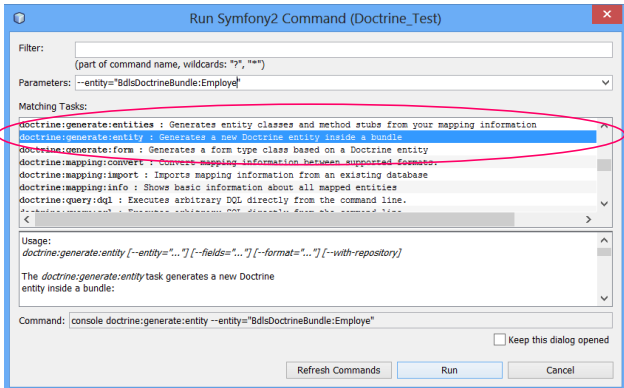 Run Symfony2 Command (Doctrine_Test)
Filter:
(part of command name, wildcards: "?", "*")
Parameters: --entity="BdlsDoctrineBundle:Employe"
Matching Tasks:
doctrine:generate:entities : Generates entity classes and method stubs from your mapping information
doctrine:generate:entity : Generates a new Doctrine entity inside a bundle
doctrine:generate:form : Generates a form type class based on a Doctrine entity
doctrine:mapping:convert : Convert mapping information between supported formats.
doctrine:mapping:import : Imports mapping information from an existing database
doctrine:mapping:info : Shows basic information about all mapped entities
doctrine:query:dql : Executes arbitrary DQL directly from the command line.
Usage:
doctrine:generate:entity [--entity="..."] [--fields="..."] [--format="..."] [--with-repository]
The doctrine:generate:entity task generates a new Doctrine
entity inside a bundle:
Command: console doctrine:generate:entity --entity="BdlsDoctrineBundle:Employe"
Keep this dialog opened
Refresh Commands Run Cancel